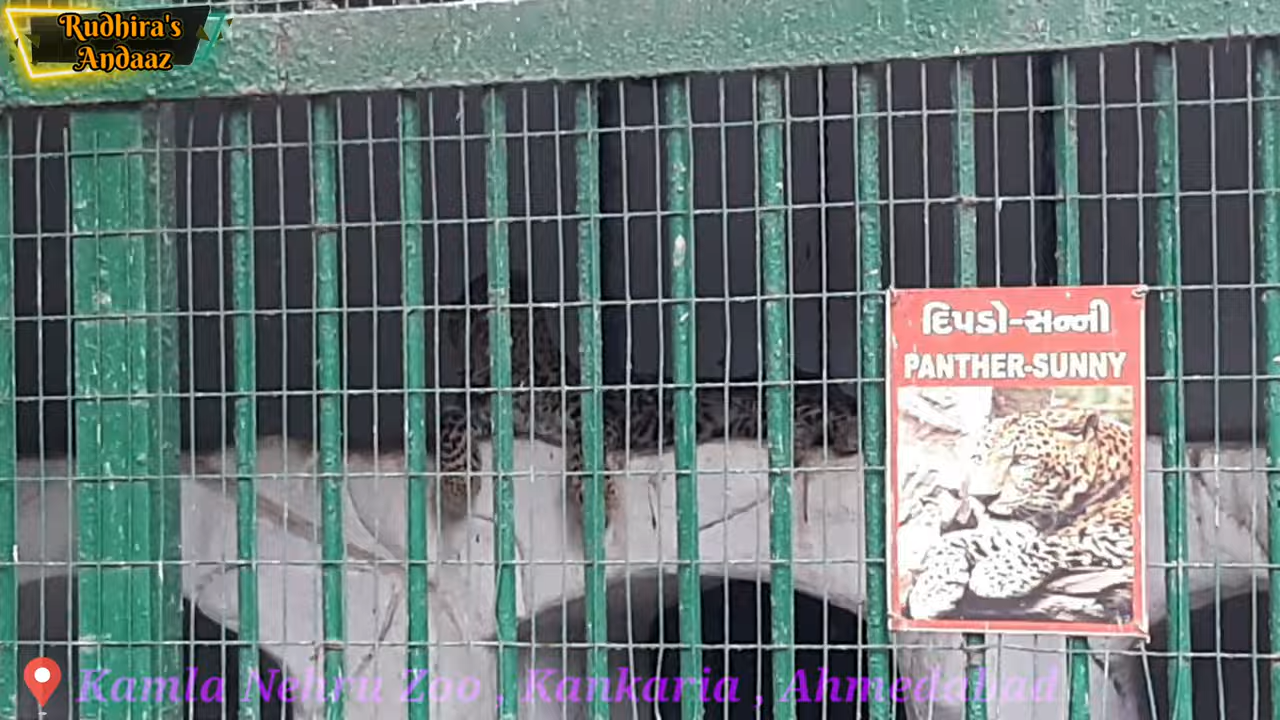 Rudhira's
Andaaz
દિપડો-સન્ની
PANTHER-SUNNY
Kamla Nehru Zoo , Kankaria , Ahmedabad